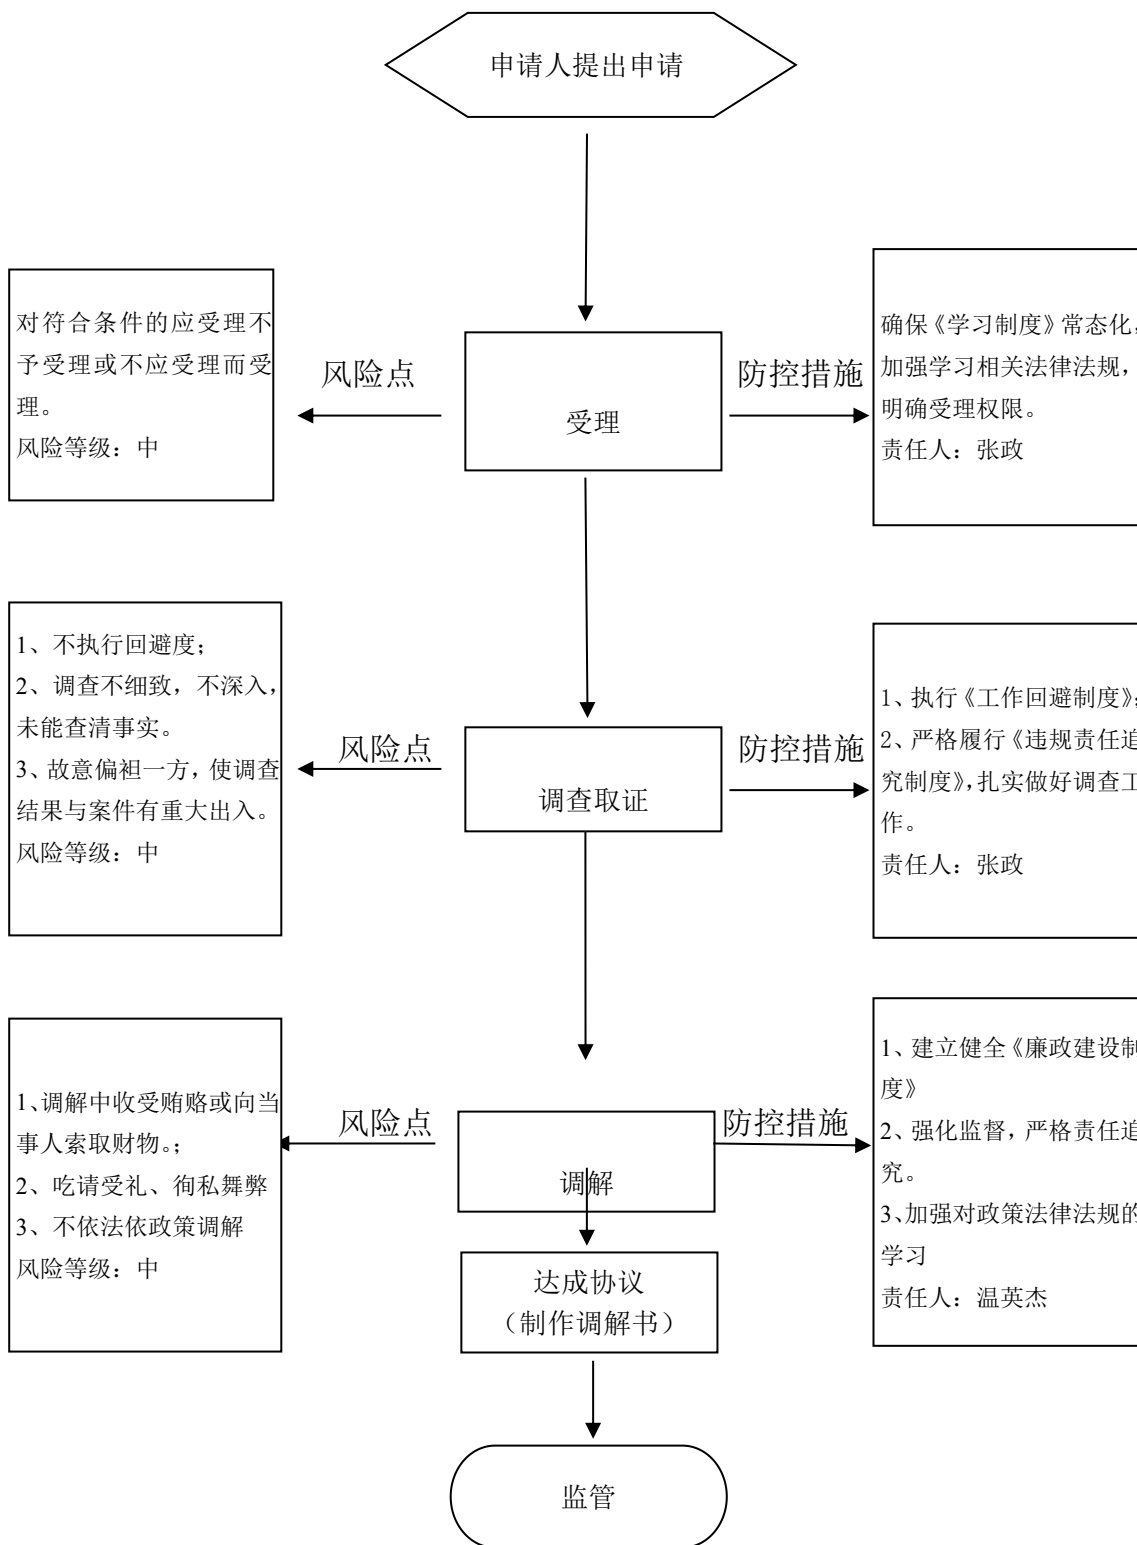 申请人提出申请
对符合条件的应受理不
予受理或不应受理而受
理。
风险等级：中
风险点
受理
防控措施
确保《学习制度》常态化，
加强学习相关法律法规，
明确受理权限。
责任人：张政
1、不执行回避度；
2、调查不细致，不深入，
未能查清事实。
3、故意偏袒一方，使调查
结果与案件有重大出入。
风险等级：中
风险点
调查取证
防控措施
1、执行《工作回避制度》；
2、严格履行《违规责任追
究制度》，扎实做好调查工
作。
责任人：张政
1、调解中收受贿赂或向当
事人索取财物。；
2、吃请受礼、徇私舞弊
3、不依法依政策调解
风险等级：中
风险点
调解
防控措施
1、建立健全《廉政建设制
度》
2、强化监督，严格责任追
究。
3、加强对政策法律法规的
学习
责任人：温英杰
达成协议
（制作调解书）
监管